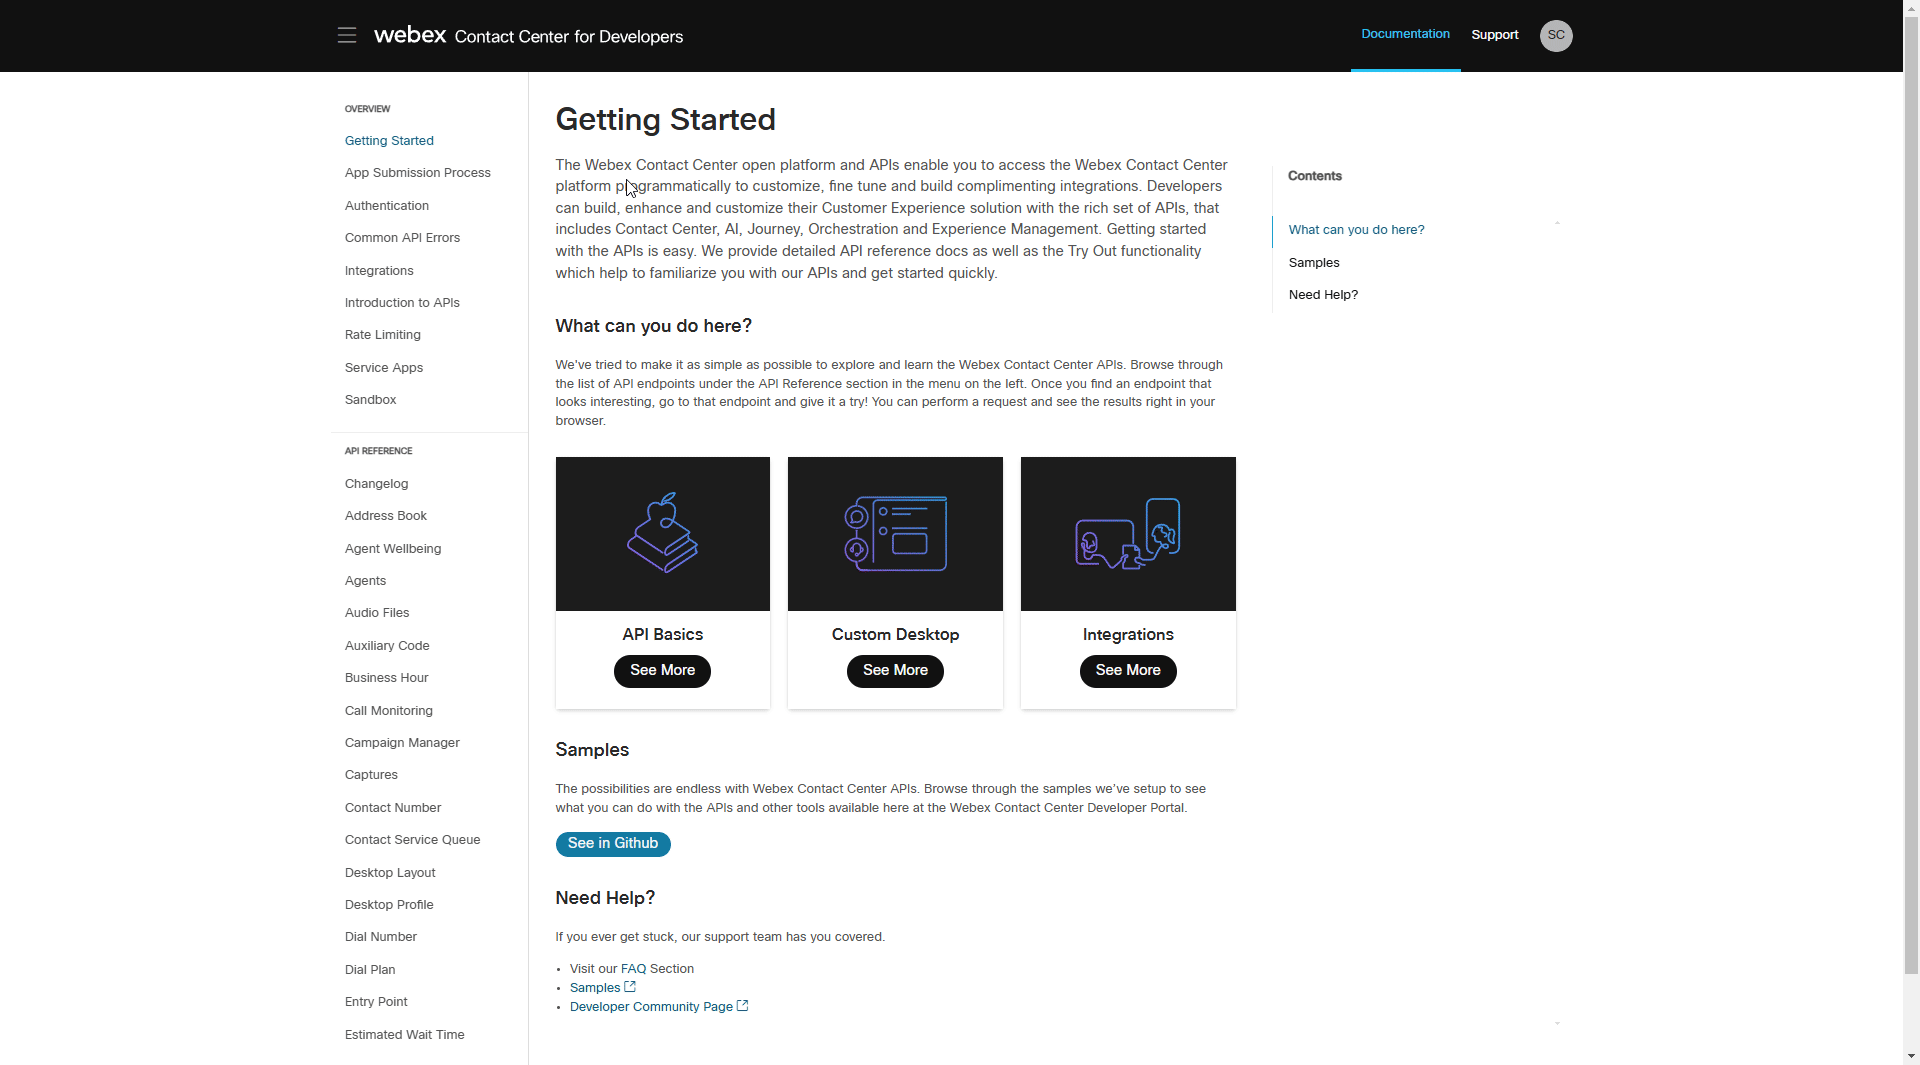 webex Contact Center for Developers
Documentation
Support
SC
OVERVIEW
Getting Started
App Submission Process
Authentication
Common API Errors
Integrations
Introduction to APIs
Rate Limiting
Service Apps
Sandbox
API REFERENCE
Changelog
Address Book
Agent Wellbeing
Agents
Audio Files
Auxiliary Code
Business Hour
Call Monitoring
Campaign Manager
Captures
Contact Number
Contact Service Queue
Desktop Layout
Desktop Profile
Dial Number
Dial Plan
Entry Point
Estimated Wait Time
Getting Started
The Webex Contact Center open platform and APIs enable you to access the Webex Contact Center
platform programmatically to customize, fine tune and build complimenting integrations. Developers
can build, enhance and customize their Customer Experience solution with the rich set of APIs, that
includes Contact Center, AI, Journey, Orchestration and Experience Management. Getting started
with the APIs is easy. We provide detailed API reference docs as well as the Try Out functionality
which help to familiarize you with our APIs and get started quickly.
What can you do here?
We've tried to make it as simple as possible to explore and learn the Webex Contact Center APIs. Browse through
the list of API endpoints under the API Reference section in the menu on the left. Once you find an endpoint that
looks interesting, go to that endpoint and give it a try! You can perform a request and see the results right in your
browser.
API Basics
See More
Custom Desktop
See More
Integrations
See More
Samples
The possibilities are endless with Webex Contact Center APIs. Browse through the samples we've setup to see
what you can do with the APIs and other tools available here at the Webex Contact Center Developer Portal.
See in Github
Need Help?
If you ever get stuck, our support team has you covered.
• Visit our FAQ Section
• Samples
• Developer Community Page
Contents
What can you do here?
Samples
Need Help?